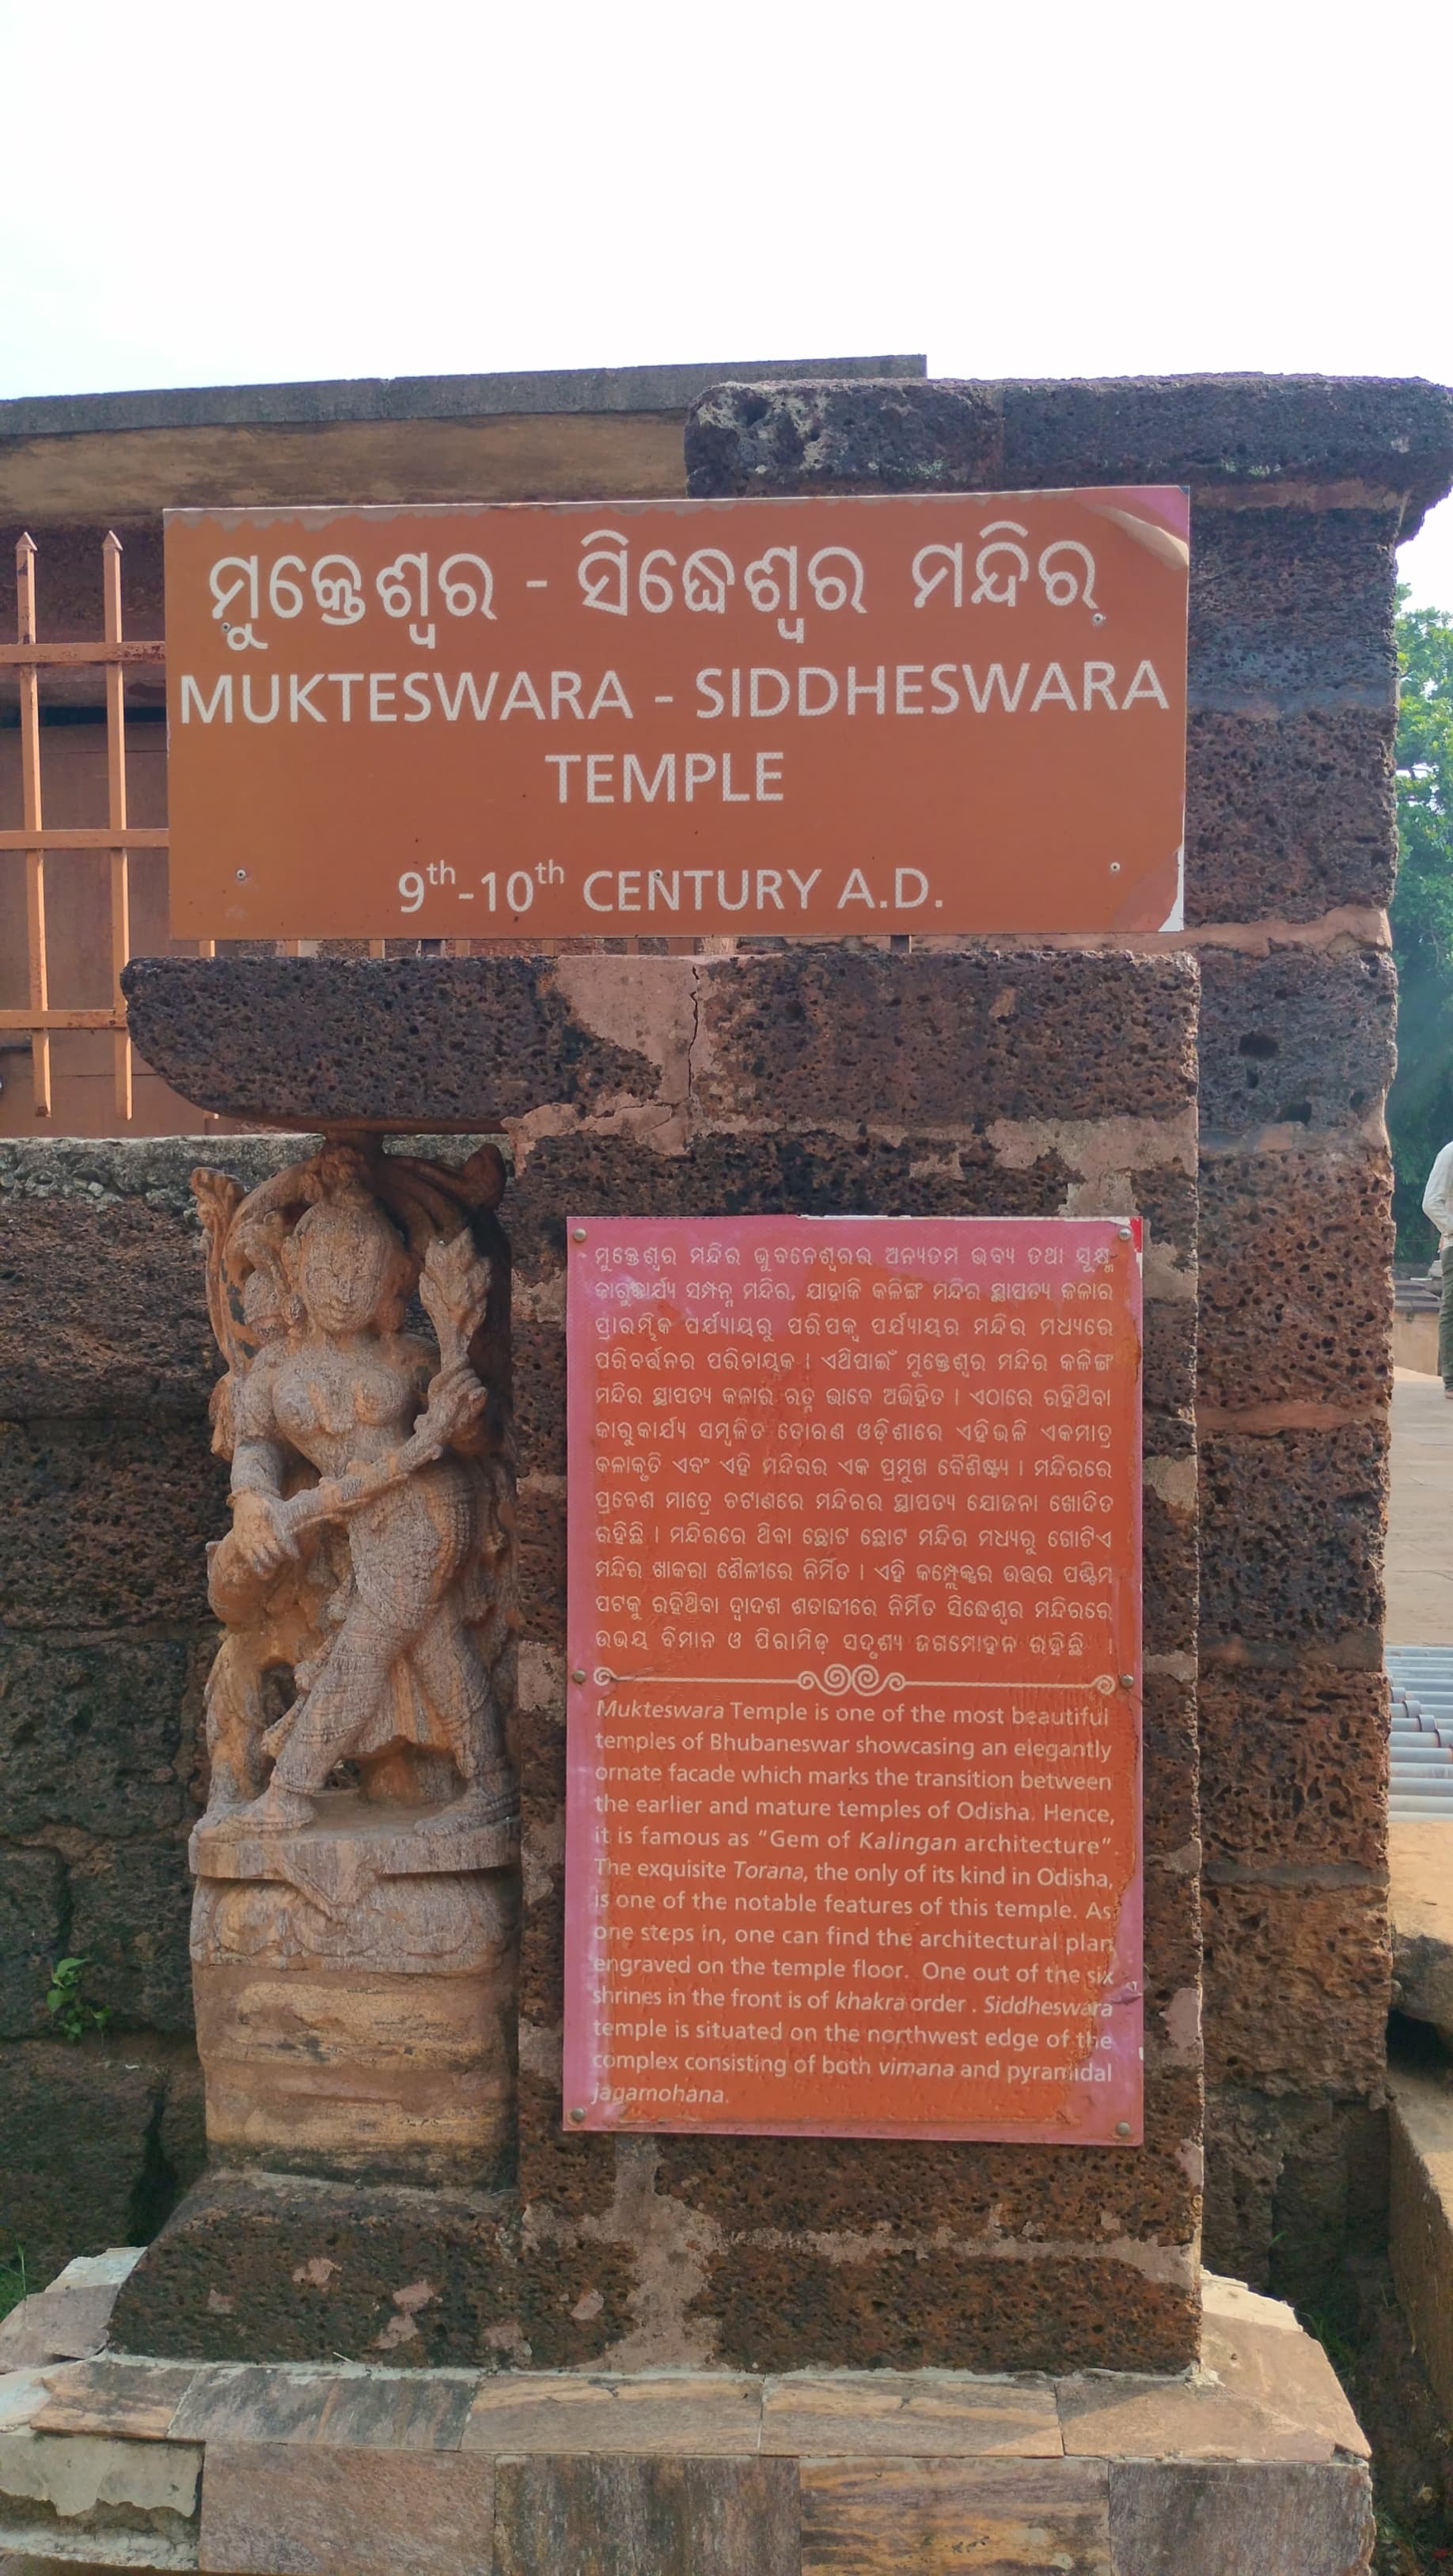 ମୁକ୍ତେଶ୍ୱର - ସିଦ୍ଧେଶ୍ୱର ମନ୍ଦିର
MUKTESWARA - SIDDHESWARA
TEMPLE
9th-10th CENTURY A.D.
ମୁକ୍ତେଶ୍ୱର ମନ୍ଦିର ଭୁବନେଶ୍ୱରର ଅନ୍ୟତମ ଭବ୍ୟ ତଥା ସୂକ୍ଷ୍ମ
କାରୁକାର୍ଯ୍ୟ ସମ୍ପନ୍ନ ମନ୍ଦିର, ଯାହାକି କଳିଙ୍ଗ ମନ୍ଦିର ସ୍ଥାପତ୍ୟ କଳାର
ପ୍ରାରମ୍ଭିକ ପର୍ଯ୍ୟାୟରୁ ପରିପକ୍ୱ ପର୍ଯ୍ୟାୟର ମନ୍ଦିର ମଧ୍ୟରେ
ପରିବର୍ତ୍ତନର ପରିଚାୟକ । ଏଥିପାଇଁ ମୁକ୍ତେଶ୍ୱର ମନ୍ଦିର କଳିଙ୍ଗ
ମନ୍ଦିର ସ୍ଥାପତ୍ୟ କଳାର ରତ୍ନ ଭାବେ ଅଭିହିତ । ଏଠାରେ ରହିଥିବା
କାରୁକାର୍ଯ୍ୟ ସମ୍ବଳିତ ତୋରଣ ଓଡ଼ିଶାରେ ଏହିଭଳି ଏକମାତ୍ର
କଳାକୃତି ଏବଂ ଏହି ମନ୍ଦିରର ଏକ ପ୍ରମୁଖ ବୈଶିଷ୍ଟ୍ୟ । ମନ୍ଦିରରେ
ପ୍ରବେଶ ମାତ୍ରେ ଚଟାଣରେ ମନ୍ଦିରର ସ୍ଥାପତ୍ୟ ଯୋଜନା ଖୋଦିତ
ରହିଛି । ମନ୍ଦିରରେ ଥିବା ଛୋଟ ଛୋଟ ମନ୍ଦିର ମଧ୍ୟରୁ ଗୋଟିଏ
ମନ୍ଦିର ଖାକରା ଶୈଳୀରେ ନିର୍ମିତ । ଏହି କମ୍ପ୍ଲେକ୍ସର ଉତ୍ତର ପଶ୍ଚିମ
ପଟକୁ ରହିଥିବା ଦ୍ୱାଦଶ ଶତାବ୍ଦୀରେ ନିର୍ମିତ ସିଦ୍ଧେଶ୍ୱର ମନ୍ଦିରରେ
ଉଭୟ ବିମାନ ଓ ପିରାମିଡ଼ ସଦୃଶ୍ୟ ଜଗମୋହନ ରହିଛି ।
Mukteswara Temple is one of the most beautiful
temples of Bhubaneswar showcasing an elegantly
ornate facade which marks the transition between
the earlier and mature temples of Odisha. Hence,
it is famous as “Gem of Kalingan architecture”.
The exquisite Torana, the only of its kind in Odisha,
is one of the notable features of this temple. As
one steps in, one can find the architectural plan
engraved on the temple floor. One out of the six
shrines in the front is of khakra order . Siddheswara
temple is situated on the northwest edge of the
complex consisting of both vimana and pyramidal
jagamohana.